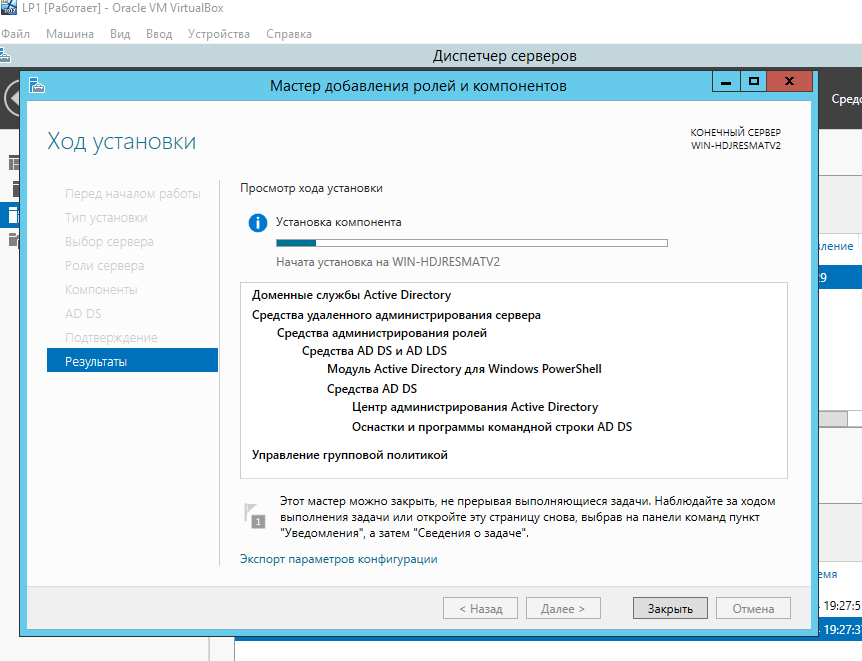 LP1 [Работает] - Oracle VM VirtualBox
Файл Машина Вид Ввод Устройства Справка
Диспетчер серверов
Мастер добавления ролей и компонентов
Ход установки
КОНЕЧНЫЙ СЕРВЕР
WIN-HDJRESMATV2
Перед началом работы
Тип установки
Выбор сервера
Роли сервера
Компоненты
AD DS
Подтверждение
Результаты
Просмотр хода установки
Установка компонента
Начата установка на WIN-HDJRESMATV2
Доменные службы Active Directory
Средства удаленного администрирования сервера
Средства администрирования ролей
Средства AD DS и AD LDS
Модуль Active Directory для Windows PowerShell
Средства AD DS
Центр администрирования Active Directory
Оснастки и программы командной строки AD DS
Управление групповой политикой
1
Этот мастер можно закрыть, не прерывая выполняющиеся задачи. Наблюдайте за ходом
выполнения задачи или откройте эту страницу снова, выбрав на панели команд пункт
"Уведомления", а затем "Сведения о задаче".
Экспорт параметров конфигурации
< Назад
Далее >
Закрыть
Отмена
19:27:5
19:27:3